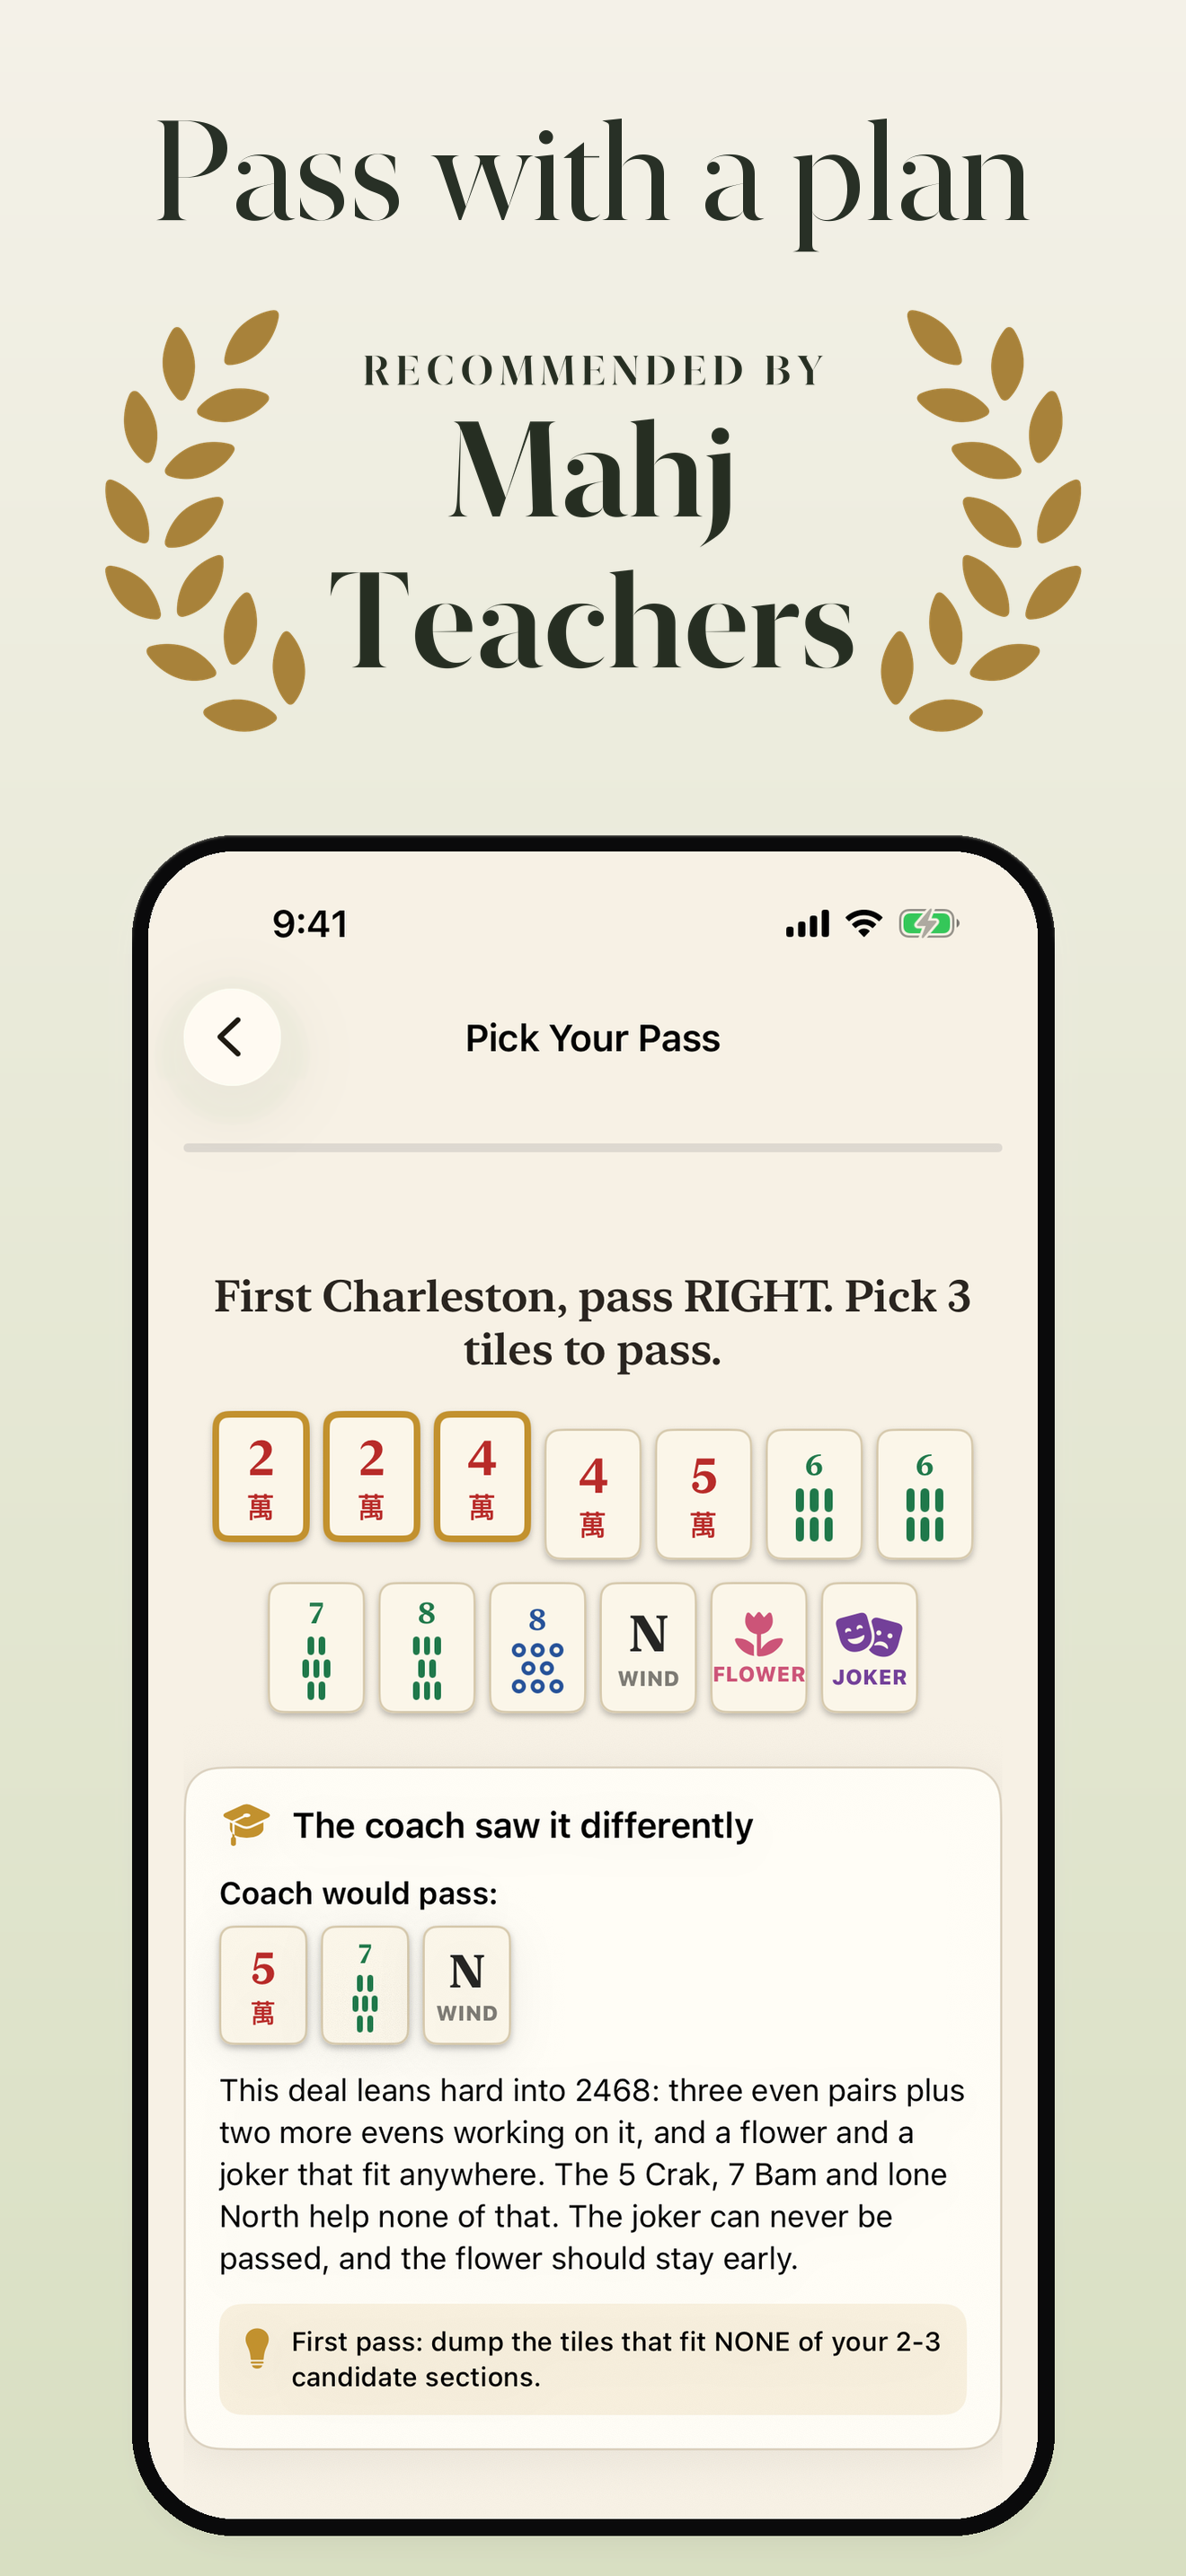 Pass with a plan
RECOMMENDED BY
Mahj
Teachers
9:41
Pick Your Pass
First Charleston, pass RIGHT. Pick 3
tiles to pass.
2 2 4 4 5 6 6
萬 萬 萬 萬 萬
7 8 8 N FLOWER JOKER
WIND
The coach saw it differently
Coach would pass:
5 7 N
萬 WIND
This deal leans hard into 2468: three even pairs plus
two more evens working on it, and a flower and a
joker that fit anywhere. The 5 Crak, 7 Bam and lone
North help none of that. The joker can never be
passed, and the flower should stay early.
First pass: dump the tiles that fit NONE of your 2-3
candidate sections.